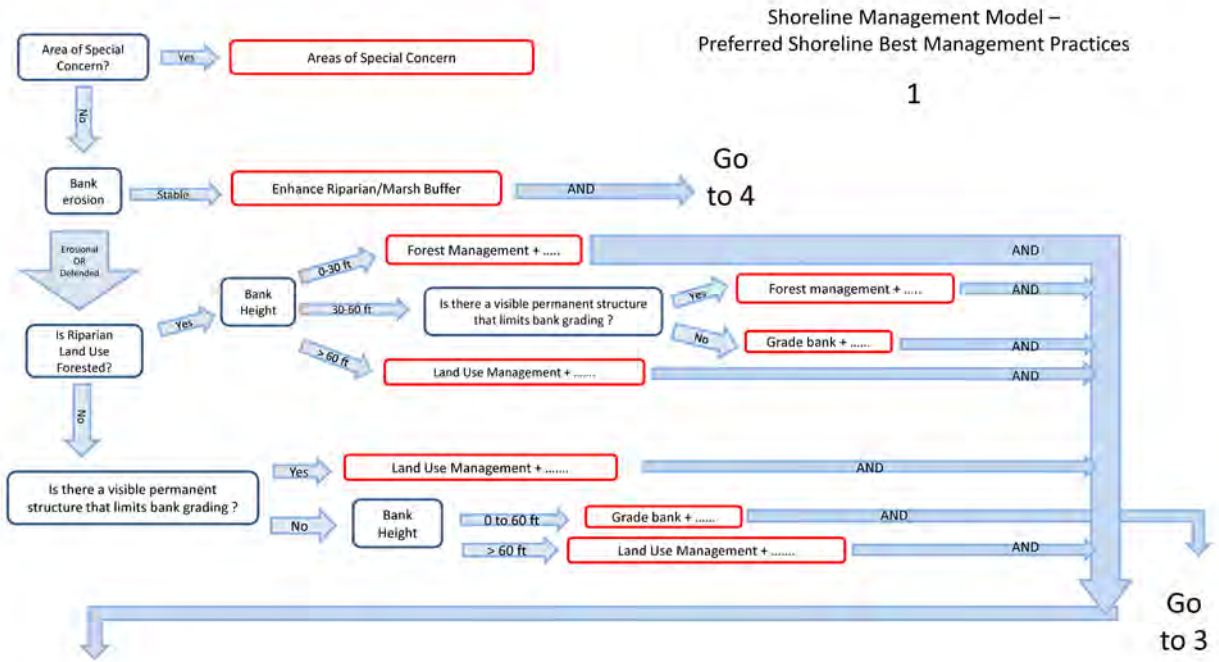 Shoreline Management Model –
Preferred Shoreline Best Management Practices
1
Area of Special
Concern?
Yes
Areas of Special Concern
No
Bank
erosion
Stable
Enhance Riparian/Marsh Buffer
AND
Go
to 4
Erosional
OR
Defended
Is Riparian
Land Use
Forested?
Yes
Bank
Height
0-30 ft
Forest Management + .....
AND
30-60 ft
Is there a visible permanent structure
that limits bank grading ?
Yes
Forest management + .....
AND
No
Grade bank + ......
AND
> 60 ft
Land Use Management + .......
AND
No
Is there a visible permanent
structure that limits bank grading ?
Yes
Land Use Management + .......
AND
No
Bank
Height
0 to 60 ft
Grade bank + ......
AND
> 60 ft
Land Use Management + .......
AND
Go
to 3